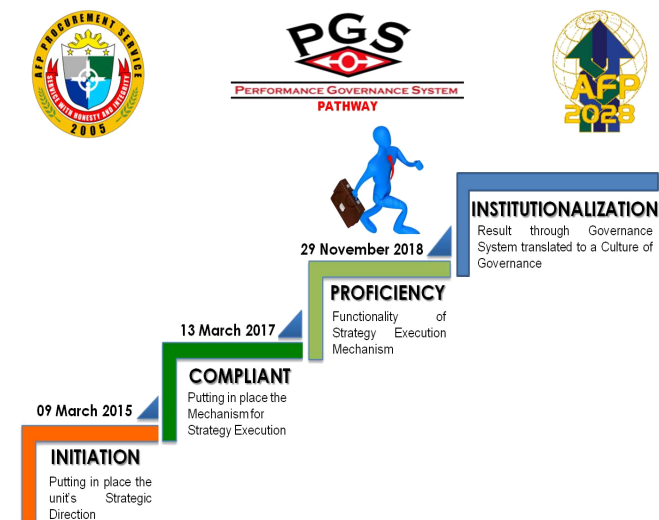 AFP PROCUREMENT SERVICE
SERVICE WITH HONESTY AND INTEGRITY
2005
PGS
PERFORMANCE GOVERNANCE SYSTEM
PATHWAY
AFP
2028
INSTITUTIONALIZATION
Result through Governance
System translated to a Culture of
Governance
29 November 2018
PROFICIENCY
Functionality of
Strategy Execution
Mechanism
13 March 2017
COMPLIANT
Putting in place the
Mechanism for
Strategy Execution
09 March 2015
INITIATION
Putting in place the
unit's Strategic
Direction